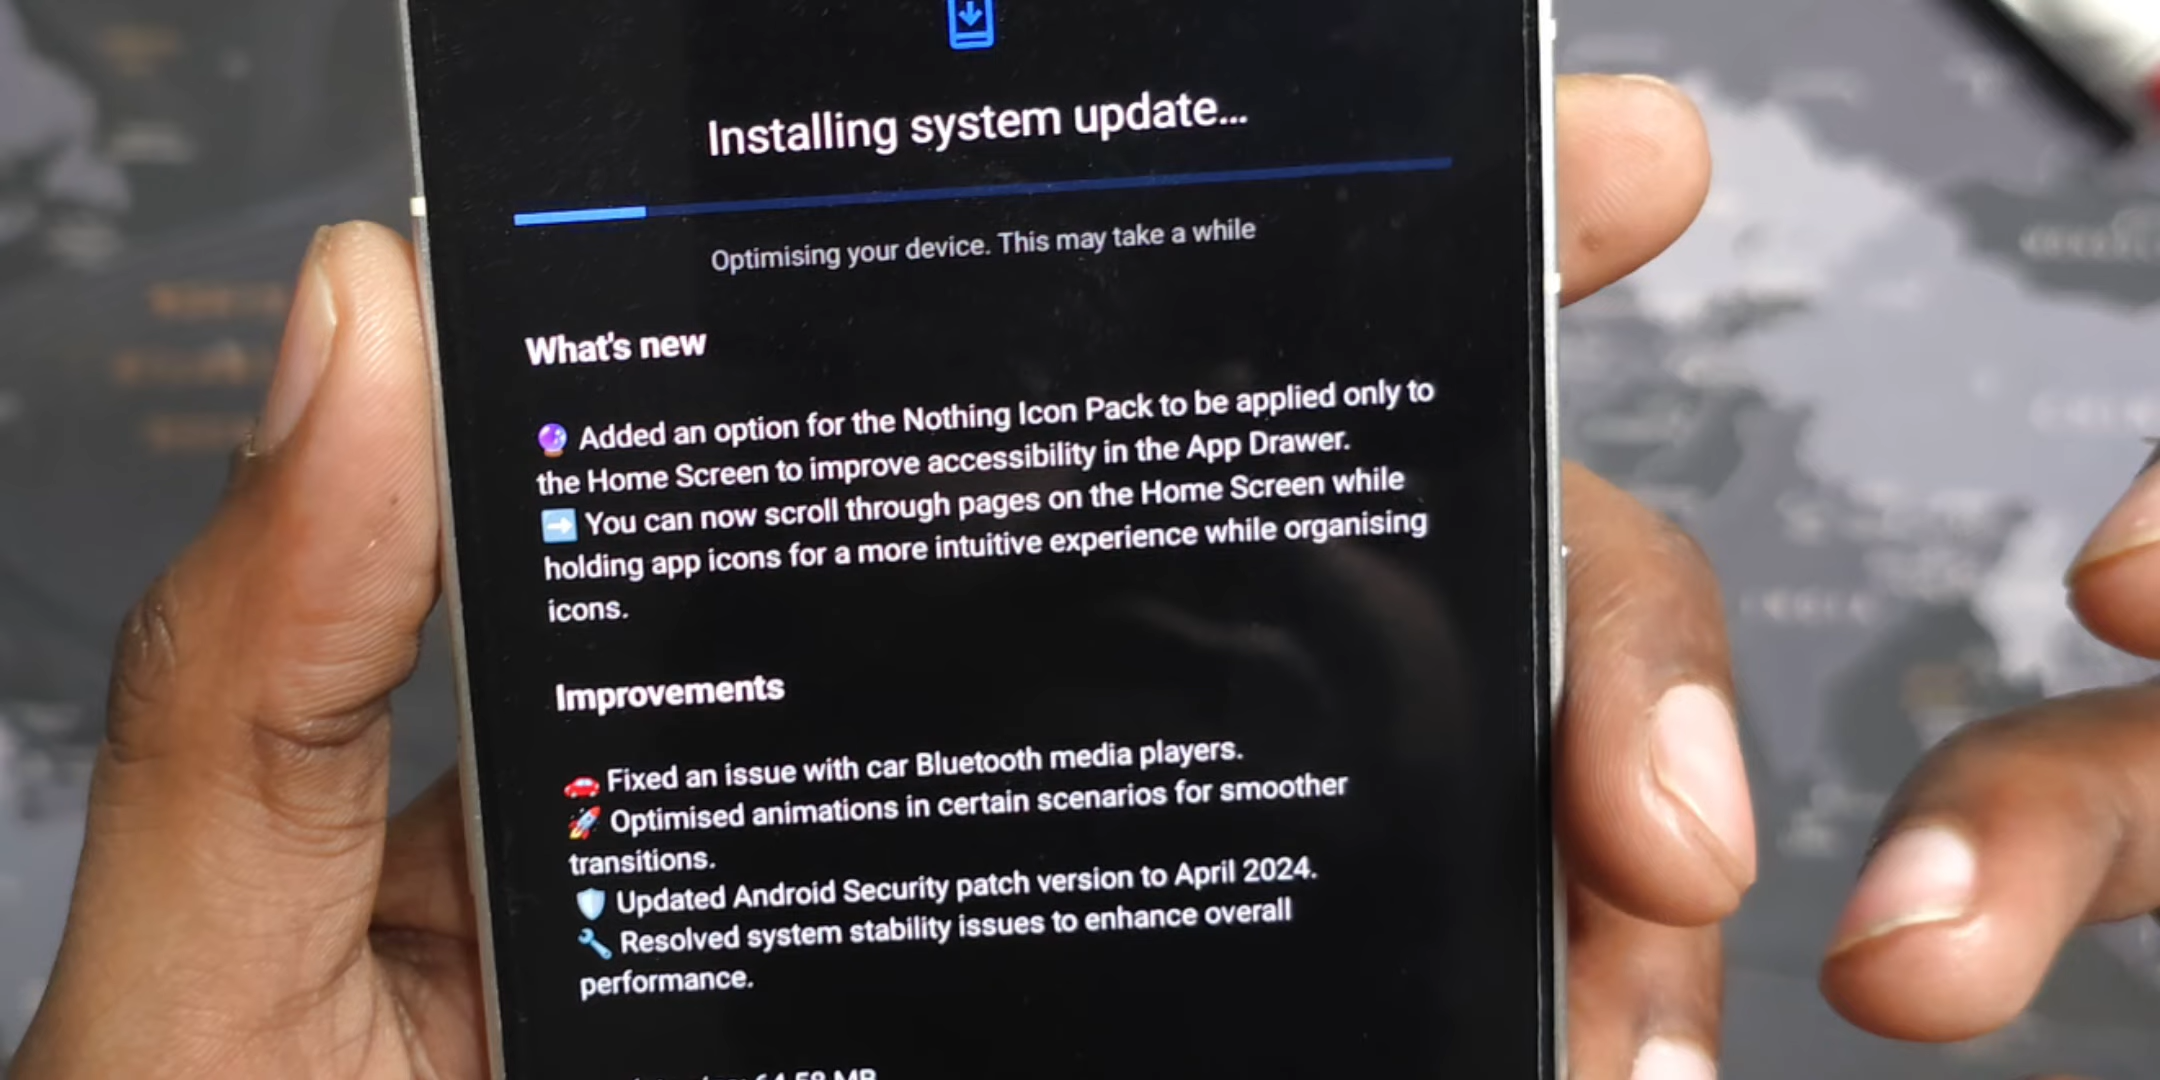 Installing system update...
Optimising your device. This may take a while
What's new
🔮 Added an option for the Nothing Icon Pack to be applied only to
the Home Screen to improve accessibility in the App Drawer.
➡️ You can now scroll through pages on the Home Screen while
holding app icons for a more intuitive experience while organising
icons.
Improvements
🚗 Fixed an issue with car Bluetooth media players.
🚀 Optimised animations in certain scenarios for smoother
transitions.
🛡️ Updated Android Security patch version to April 2024.
🔧 Resolved system stability issues to enhance overall
performance.
MB